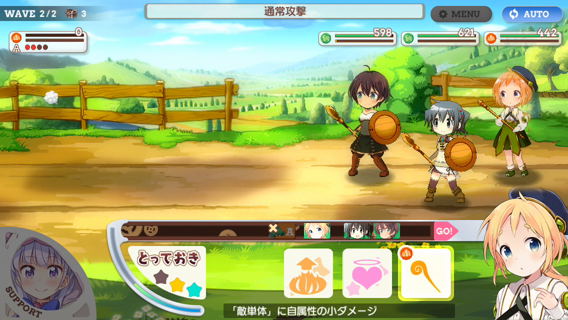 WAVE 2/2 3
通常攻撃
MENU
AUTO
0
A
598
621
442
A
GO!
とっておき
SUPPORT
「敵単体」に自属性の小ダメージ